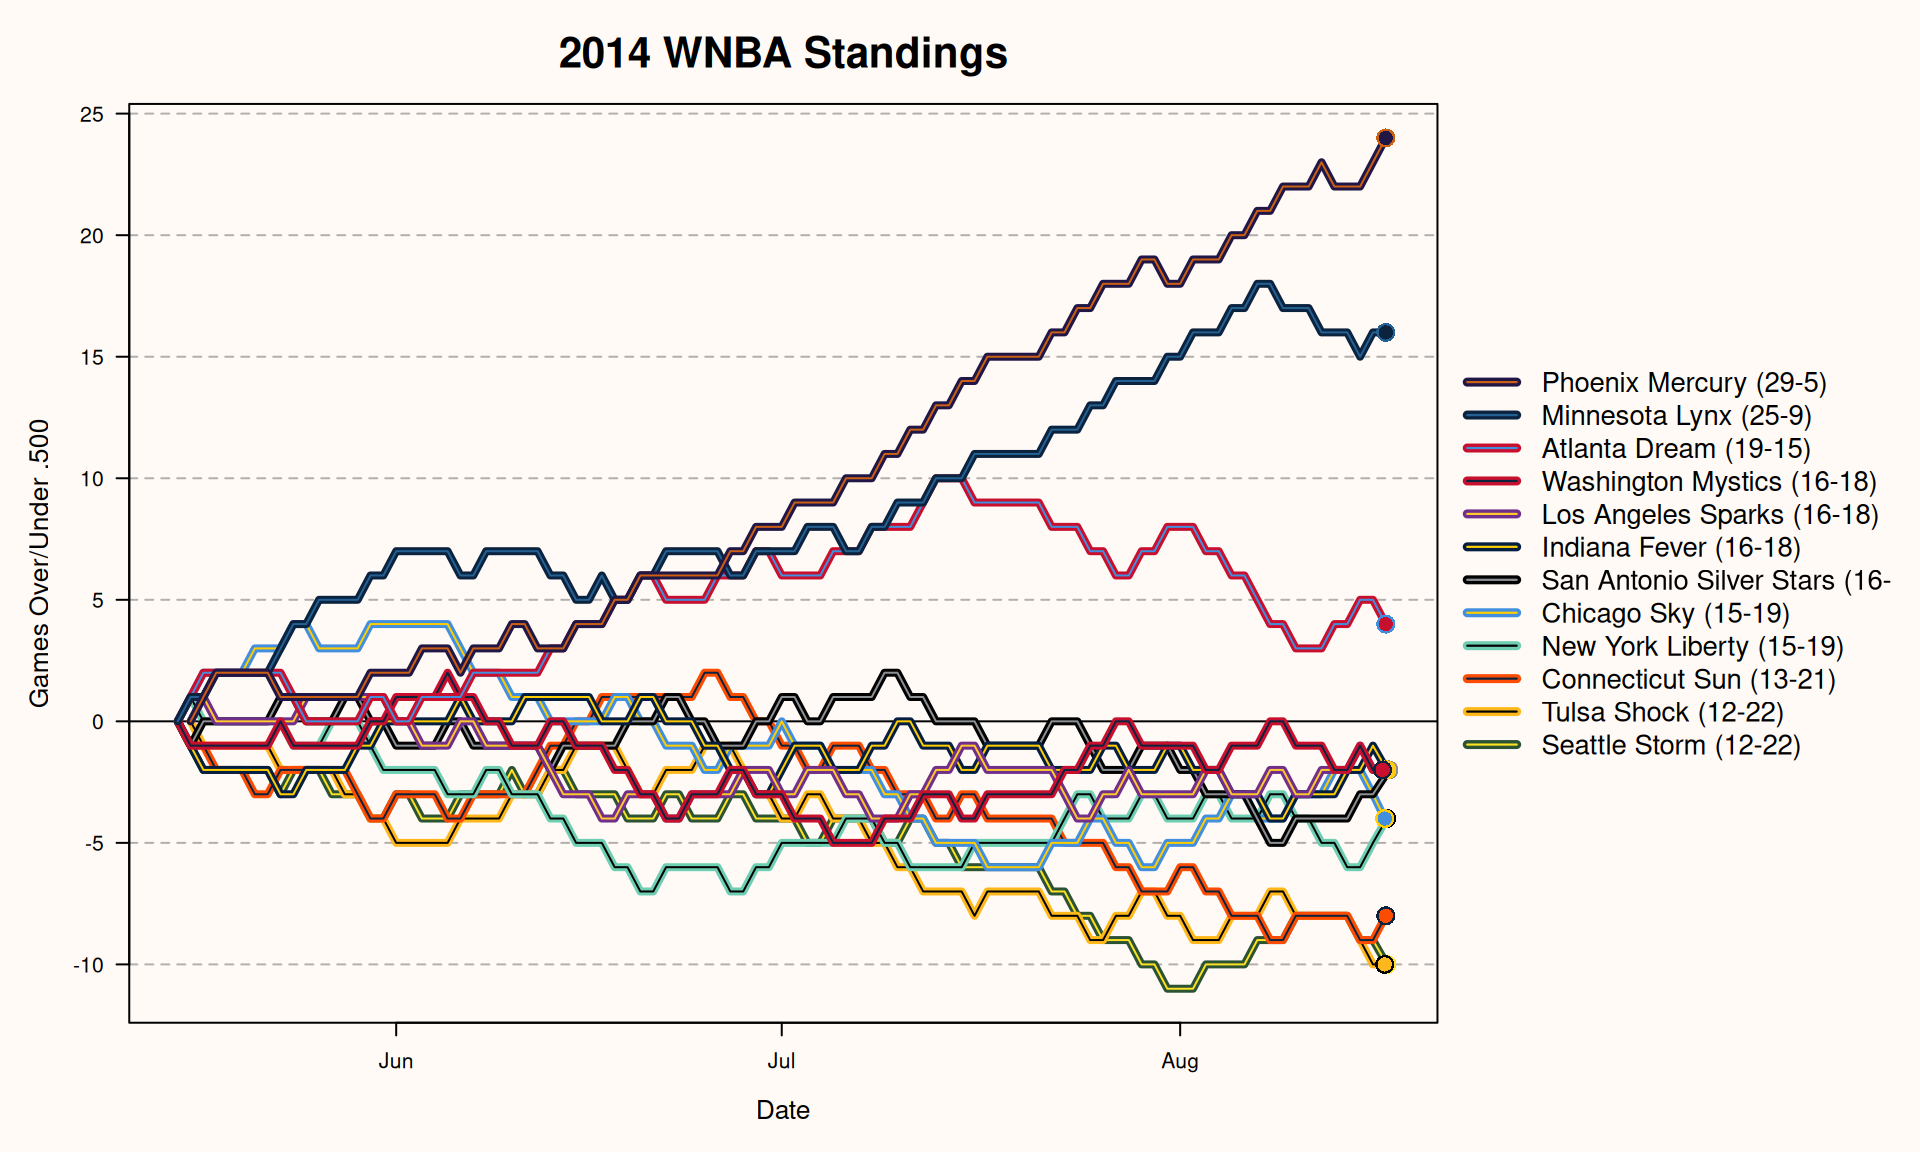 2014 WNBA Standings
Games Over/Under .500
25
20
15
10
5
0
-5
-10
Jun
Jul
Aug
Date
Phoenix Mercury (29-5)
Minnesota Lynx (25-9)
Atlanta Dream (19-15)
Washington Mystics (16-18)
Los Angeles Sparks (16-18)
Indiana Fever (16-18)
San Antonio Silver Stars (16-
Chicago Sky (15-19)
New York Liberty (15-19)
Connecticut Sun (13-21)
Tulsa Shock (12-22)
Seattle Storm (12-22)